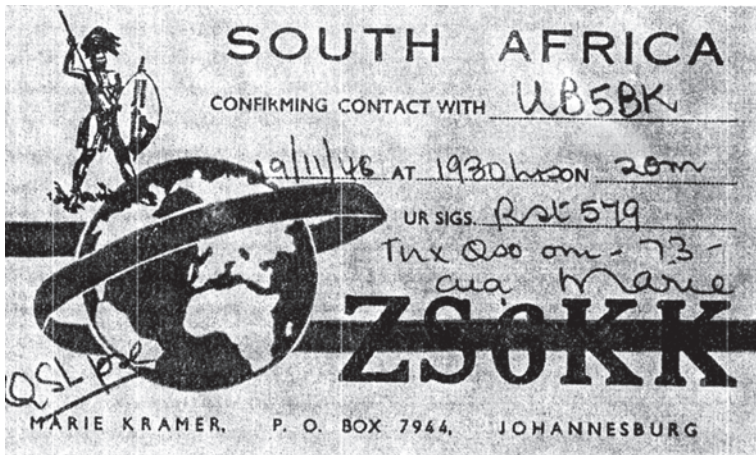 SOUTH AFRICA
CONFIRMING CONTACT WITH UB5BK
19/11/46 AT 1930 hrs ON 20m
UR SIGS. Rst 579
Tnx Qso om - 73 -
cua Marie
ZS6KK
QSL pse
MARIE KRAMER, P. O. BOX 7944, JOHANNESBURG